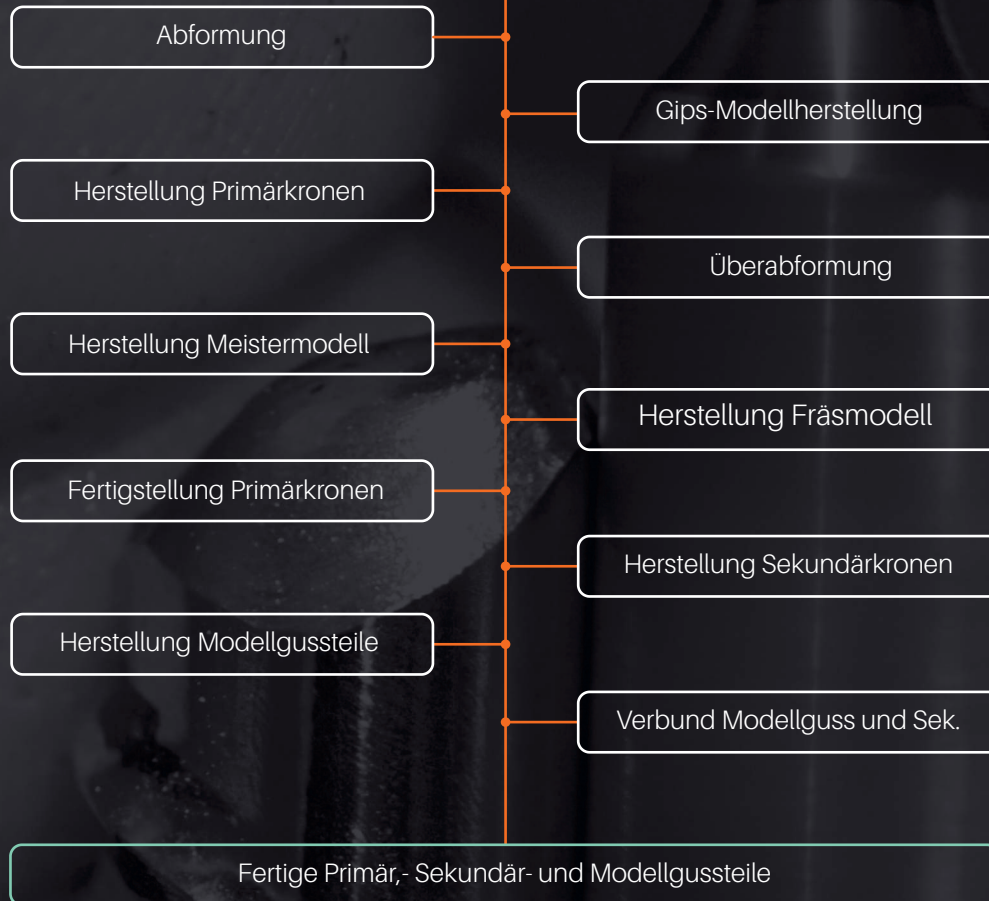 Abformung
Gips-Modellherstellung
Herstellung Primärkronen
Überabformung
Herstellung Meistermodell
Herstellung Fräsmodell
Fertigstellung Primärkronen
Herstellung Sekundärkronen
Herstellung Modellgussteile
Verbund Modellguss und Sek.
Fertige Primär,- Sekundär- und Modellgussteile